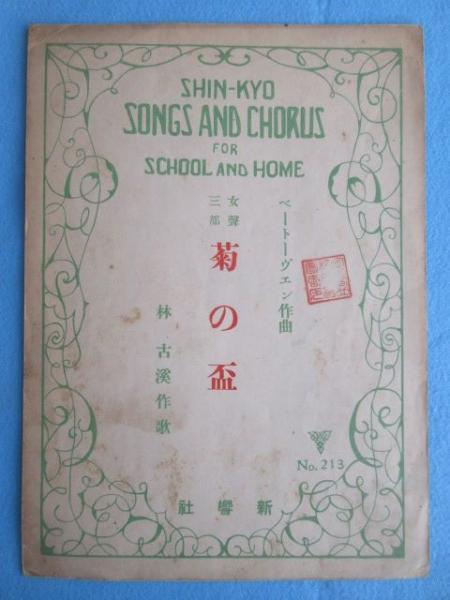 SHIN-KYO
SONGS AND CHORUS
FOR
SCHOOL AND HOME
ベートーヴエン作曲
女聲
三部
菊の盃
林古溪作歌
No. 213
新響社